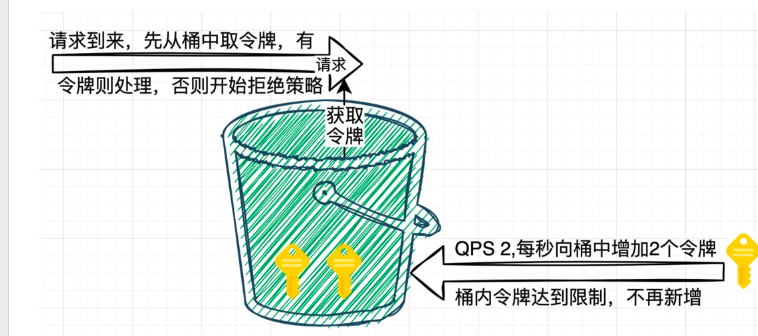 请求到来，先从桶中取令牌，有
请求
令牌则处理，否则开始拒绝策略
获取
令牌
QPS 2,每秒向桶中增加2个令牌
桶内令牌达到限制，不再新增